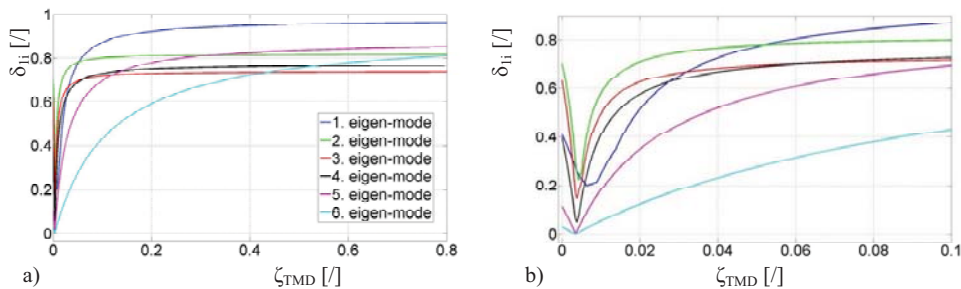 1
0.8
0.6
0.4
0.2
0
δfi [/]
1. eigen-mode
2. eigen-mode
3. eigen-mode
4. eigen-mode
5. eigen-mode
6. eigen-mode
0 0.2 0.4 0.6 0.8
a) ζTMD [/]
0.8
0.6
0.4
0.2
0
δfi [/]
0 0.02 0.04 0.06 0.08 0.1
b) ζTMD [/]